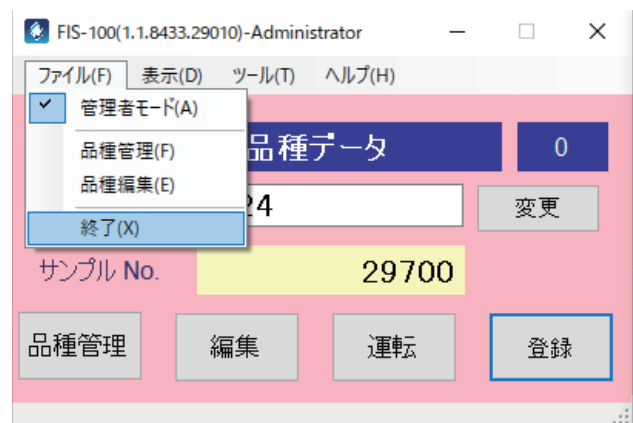 FIS-100(1.1.8433.29010)-Administrator
ファイル(F) 表示(D) ツール(T) ヘルプ(H)
管理者モード(A)
品種管理(F)
品種編集(E)
終了(X)
品種データ 0
24 変更
サンプル No. 29700
品種管理 編集 運転 登録